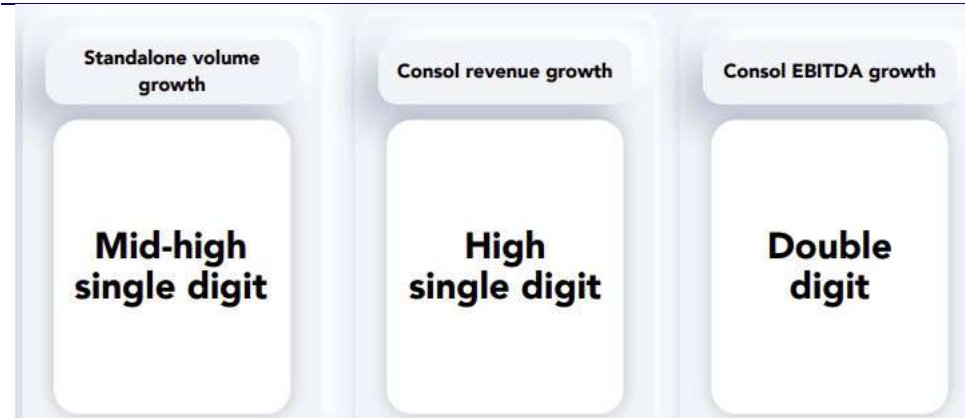 Standalone volume
growth
Mid-high
single digit
Consol revenue growth
High
single digit
Consol EBITDA growth
Double
digit